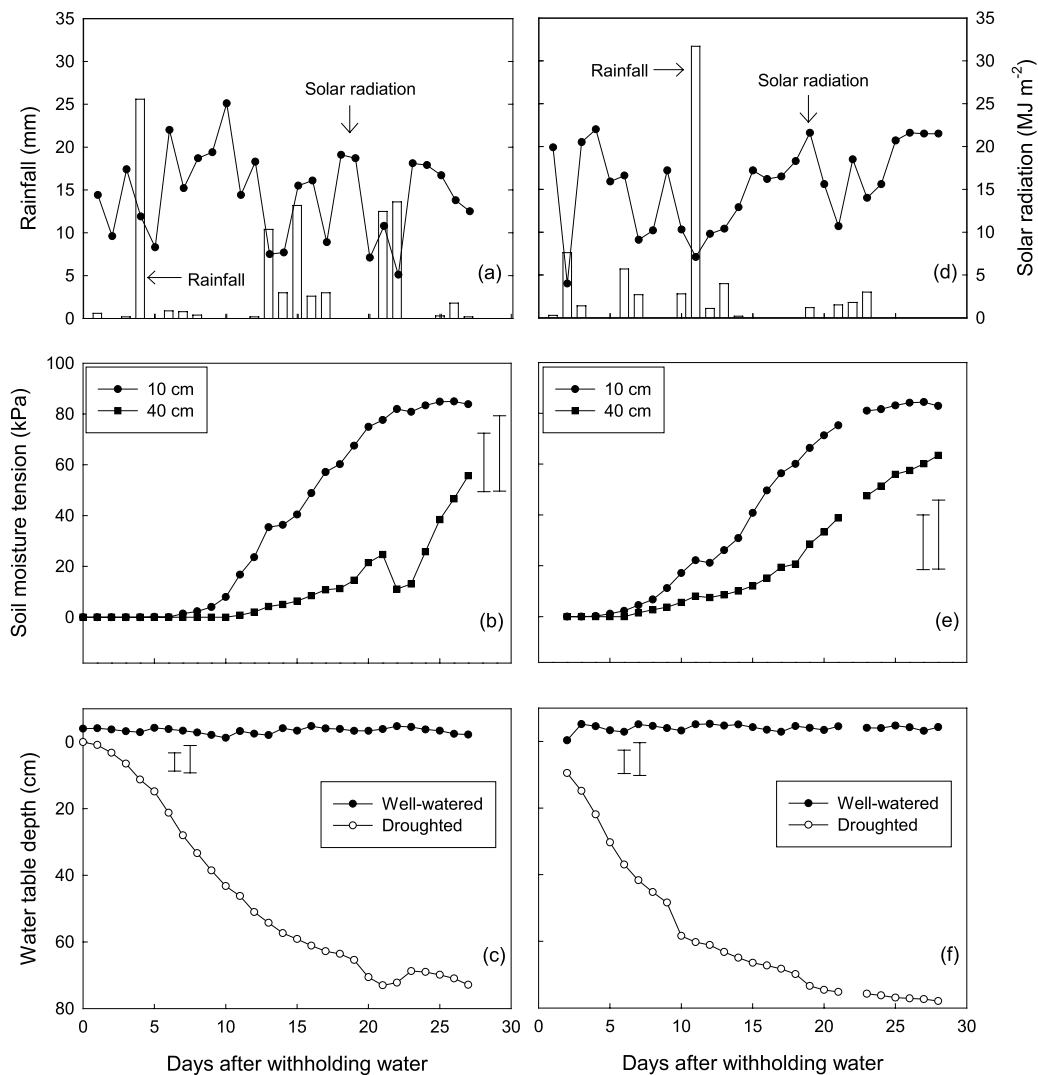 35
30
25
20
15
10
5
0
Rainfall (mm)
Solar radiation
Rainfall
(a)
Rainfall
Solar radiation
(d)
35
30
25
20
15
10
5
0
Solar radiation (MJ m-2)
100
80
60
40
20
0
Soil moisture tension (kPa)
10 cm
40 cm
(b)
10 cm
40 cm
(e)
0
20
40
60
80
Water table depth (cm)
Well-watered
Droughted
(c)
Well-watered
Droughted
(f)
0 5 10 15 20 25 30
0 5 10 15 20 25 30
Days after withholding water
Days after withholding water